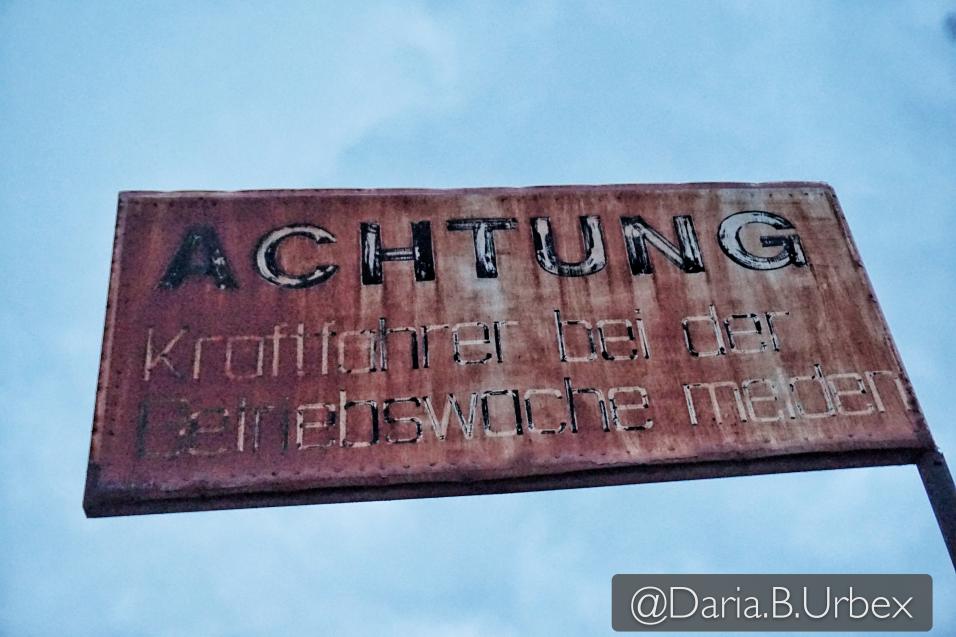 ACHTUNG
Kraftfahrer bei der
Betriebswache melden
@Daria.B.Urbex